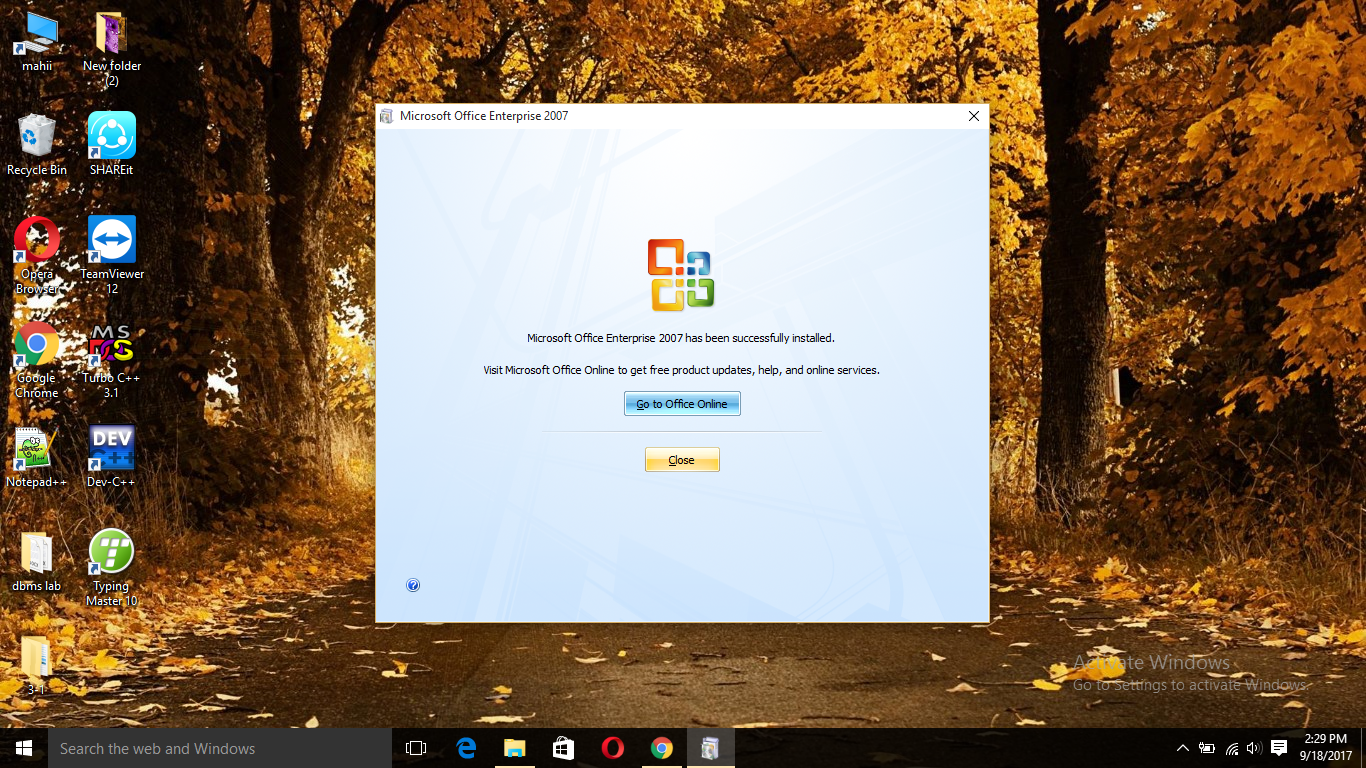 mahii
New folder
(2)
Recycle Bin
SHAREit
Opera
Browser
TeamViewer
12
Google
Chrome
MS
Turbo C++
3.1
Notepad++
DEV
C++
Dev-C++
dbms lab
Typing
Master 10
3-1
Microsoft Office Enterprise 2007
Microsoft Office Enterprise 2007 has been successfully installed.
Visit Microsoft Office Online to get free product updates, help, and online services.
Go to Office Online
Close
Activate Windows
Go to Settings to activate Windows.
Search the web and Windows
2:29 PM
9/18/2017